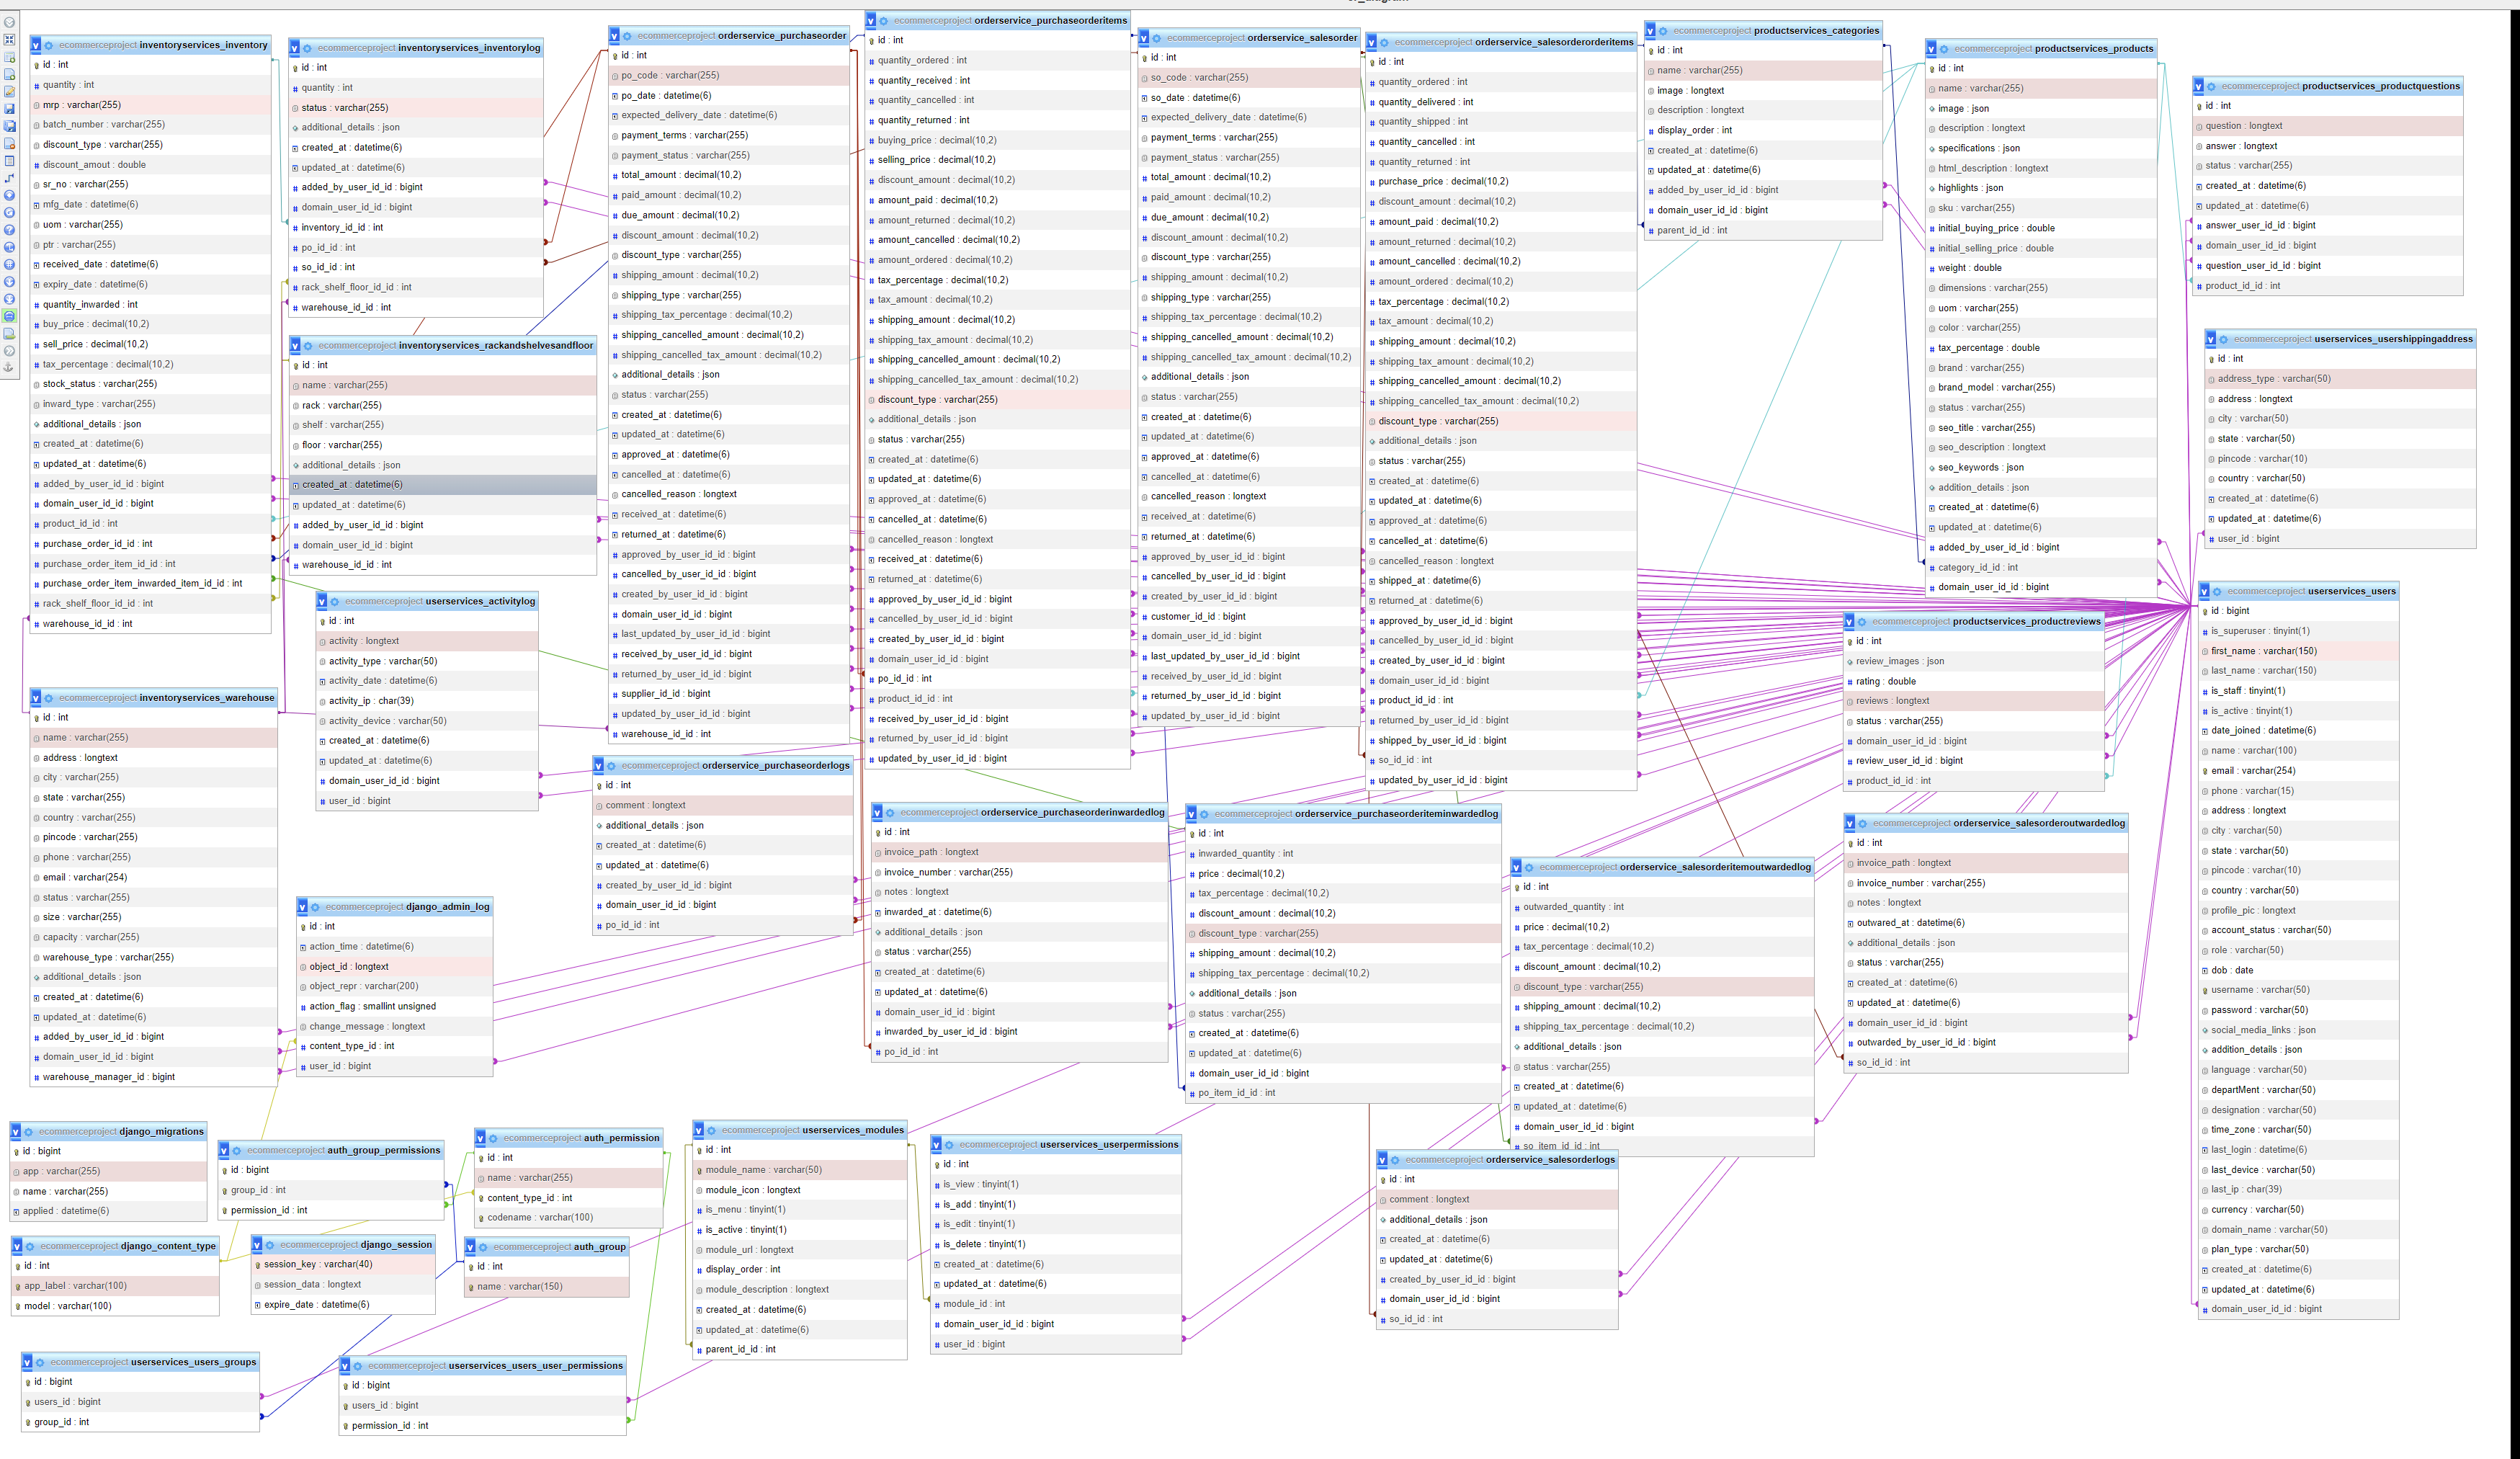 ecommerceproject inventoryservices_inventory
id : int
quantity : int
mrp : varchar(255)
batch_number : varchar(255)
discount_type : varchar(255)
discount_amout : double
sr_no : varchar(255)
mfg_date : datetime(6)
uom : varchar(255)
ptr : varchar(255)
received_date : datetime(6)
expiry_date : datetime(6)
quantity_inwarded : int
buy_price : decimal(10,2)
sell_price : decimal(10,2)
tax_percentage : decimal(10,2)
stock_status : varchar(255)
inward_type : varchar(255)
additional_details : json
created_at : datetime(6)
updated_at : datetime(6)
added_by_user_id_id : bigint
domain_user_id_id : bigint
product_id_id : int
purchase_order_id_id : int
purchase_order_item_id_id : int
purchase_order_item_inwarded_item_id_id : int
rack_shelf_floor_id_id : int
warehouse_id_id : int
ecommerceproject inventoryservices_inventorylog
id : int
quantity : int
status : varchar(255)
additional_details : json
created_at : datetime(6)
updated_at : datetime(6)
added_by_user_id_id : bigint
domain_user_id_id : bigint
inventory_id_id : int
po_id_id : int
so_id_id : int
rack_shelf_floor_id_id : int
warehouse_id_id : int
ecommerceproject inventoryservices_rackandshelvesandfloor
id : int
name : varchar(255)
rack : varchar(255)
shelf : varchar(255)
floor : varchar(255)
additional_details : json
created_at : datetime(6)
updated_at : datetime(6)
added_by_user_id_id : bigint
domain_user_id_id : bigint
warehouse_id_id : int
ecommerceproject userservices_activitylog
id : int
activity : longtext
activity_type : varchar(50)
activity_date : datetime(6)
activity_ip : char(39)
activity_device : varchar(50)
created_at : datetime(6)
updated_at : datetime(6)
domain_user_id_id : bigint
user_id : bigint
ecommerceproject inventoryservices_warehouse
id : int
name : varchar(255)
address : longtext
city : varchar(255)
state : varchar(255)
country : varchar(255)
pincode : varchar(255)
phone : varchar(255)
email : varchar(254)
status : varchar(255)
size : varchar(255)
capacity : varchar(255)
warehouse_type : varchar(255)
additional_details : json
created_at : datetime(6)
updated_at : datetime(6)
added_by_user_id_id : bigint
domain_user_id_id : bigint
warehouse_manager_id : bigint
ecommerceproject django_admin_log
id : int
action_time : datetime(6)
object_id : longtext
object_repr : varchar(200)
action_flag : smallint unsigned
change_message : longtext
content_type_id : int
user_id : bigint
ecommerceproject orderservice_purchaseorder
id : int
po_code : varchar(255)
po_date : datetime(6)
expected_delivery_date : datetime(6)
payment_terms : varchar(255)
payment_status : varchar(255)
total_amount : decimal(10,2)
paid_amount : decimal(10,2)
due_amount : decimal(10,2)
discount_amount : decimal(10,2)
discount_type : varchar(255)
shipping_amount : decimal(10,2)
shipping_type : varchar(255)
shipping_tax_percentage : decimal(10,2)
shipping_cancelled_amount : decimal(10,2)
shipping_cancelled_tax_amount : decimal(10,2)
additional_details : json
status : varchar(255)
created_at : datetime(6)
updated_at : datetime(6)
approved_at : datetime(6)
cancelled_at : datetime(6)
cancelled_reason : longtext
received_at : datetime(6)
returned_at : datetime(6)
approved_by_user_id_id : bigint
cancelled_by_user_id_id : bigint
created_by_user_id_id : bigint
domain_user_id_id : bigint
last_updated_by_user_id_id : bigint
received_by_user_id_id : bigint
returned_by_user_id_id : bigint
supplier_id_id : bigint
updated_by_user_id_id : bigint
warehouse_id_id : int
ecommerceproject orderservice_purchaseorderlogs
id : int
comment : longtext
additional_details : json
created_at : datetime(6)
updated_at : datetime(6)
created_by_user_id_id : bigint
domain_user_id_id : bigint
po_id_id : int
ecommerceproject orderservice_purchaseorderitems
id : int
quantity_ordered : int
quantity_received : int
quantity_cancelled : int
quantity_returned : int
buying_price : decimal(10,2)
selling_price : decimal(10,2)
discount_amount : decimal(10,2)
amount_paid : decimal(10,2)
amount_returned : decimal(10,2)
amount_cancelled : decimal(10,2)
amount_ordered : decimal(10,2)
tax_percentage : decimal(10,2)
tax_amount : decimal(10,2)
shipping_amount : decimal(10,2)
shipping_tax_amount : decimal(10,2)
shipping_cancelled_amount : decimal(10,2)
shipping_cancelled_tax_amount : decimal(10,2)
discount_type : varchar(255)
additional_details : json
status : varchar(255)
created_at : datetime(6)
updated_at : datetime(6)
approved_at : datetime(6)
cancelled_at : datetime(6)
cancelled_reason : longtext
received_at : datetime(6)
returned_at : datetime(6)
approved_by_user_id_id : bigint
cancelled_by_user_id_id : bigint
created_by_user_id_id : bigint
domain_user_id_id : bigint
po_id_id : int
product_id_id : int
received_by_user_id_id : bigint
returned_by_user_id_id : bigint
updated_by_user_id_id : bigint
ecommerceproject orderservice_purchaseorderinwardedlog
id : int
invoice_path : longtext
invoice_number : varchar(255)
notes : longtext
inwarded_at : datetime(6)
additional_details : json
status : varchar(255)
created_at : datetime(6)
updated_at : datetime(6)
domain_user_id_id : bigint
inwarded_by_user_id_id : bigint
po_id_id : int
ecommerceproject orderservice_salesorder
id : int
so_code : varchar(255)
so_date : datetime(6)
expected_delivery_date : datetime(6)
payment_terms : varchar(255)
payment_status : varchar(255)
total_amount : decimal(10,2)
paid_amount : decimal(10,2)
due_amount : decimal(10,2)
discount_amount : decimal(10,2)
discount_type : varchar(255)
shipping_amount : decimal(10,2)
shipping_type : varchar(255)
shipping_tax_percentage : decimal(10,2)
shipping_cancelled_amount : decimal(10,2)
shipping_cancelled_tax_amount : decimal(10,2)
additional_details : json
status : varchar(255)
created_at : datetime(6)
updated_at : datetime(6)
approved_at : datetime(6)
cancelled_at : datetime(6)
cancelled_reason : longtext
received_at : datetime(6)
returned_at : datetime(6)
approved_by_user_id_id : bigint
cancelled_by_user_id_id : bigint
created_by_user_id_id : bigint
customer_id_id : bigint
domain_user_id_id : bigint
last_updated_by_user_id_id : bigint
received_by_user_id_id : bigint
returned_by_user_id_id : bigint
updated_by_user_id_id : bigint
ecommerceproject orderservice_purchaseorderiteminwardedlog
id : int
inwarded_quantity : int
price : decimal(10,2)
tax_percentage : decimal(10,2)
discount_amount : decimal(10,2)
discount_type : varchar(255)
shipping_amount : decimal(10,2)
shipping_tax_percentage : decimal(10,2)
additional_details : json
status : varchar(255)
created_at : datetime(6)
updated_at : datetime(6)
domain_user_id_id : bigint
po_item_id_id : int
ecommerceproject orderservice_salesorderorderitems
id : int
quantity_ordered : int
quantity_delivered : int
quantity_shipped : int
quantity_cancelled : int
quantity_returned : int
purchase_price : decimal(10,2)
discount_amount : decimal(10,2)
amount_paid : decimal(10,2)
amount_returned : decimal(10,2)
amount_cancelled : decimal(10,2)
amount_ordered : decimal(10,2)
tax_percentage : decimal(10,2)
tax_amount : decimal(10,2)
shipping_amount : decimal(10,2)
shipping_tax_amount : decimal(10,2)
shipping_cancelled_amount : decimal(10,2)
shipping_cancelled_tax_amount : decimal(10,2)
discount_type : varchar(255)
additional_details : json
status : varchar(255)
created_at : datetime(6)
updated_at : datetime(6)
approved_at : datetime(6)
cancelled_at : datetime(6)
cancelled_reason : longtext
shipped_at : datetime(6)
returned_at : datetime(6)
approved_by_user_id_id : bigint
cancelled_by_user_id_id : bigint
created_by_user_id_id : bigint
domain_user_id_id : bigint
product_id_id : int
returned_by_user_id_id : bigint
shipped_by_user_id_id : bigint
so_id_id : int
updated_by_user_id_id : bigint
ecommerceproject orderservice_salesorderitemoutwardedlog
id : int
outwarded_quantity : int
price : decimal(10,2)
tax_percentage : decimal(10,2)
discount_amount : decimal(10,2)
discount_type : varchar(255)
shipping_amount : decimal(10,2)
shipping_tax_percentage : decimal(10,2)
additional_details : json
status : varchar(255)
created_at : datetime(6)
updated_at : datetime(6)
domain_user_id_id : bigint
so_item_id_id : int
ecommerceproject orderservice_salesorderlogs
id : int
comment : longtext
additional_details : json
created_at : datetime(6)
updated_at : datetime(6)
created_by_user_id_id : bigint
domain_user_id_id : bigint
so_id_id : int
ecommerceproject productservices_categories
id : int
name : varchar(255)
image : longtext
description : longtext
display_order : int
created_at : datetime(6)
updated_at : datetime(6)
added_by_user_id_id : bigint
domain_user_id_id : bigint
parent_id_id : int
ecommerceproject productservices_products
id : int
name : varchar(255)
image : json
description : longtext
specifications : json
html_description : longtext
highlights : json
sku : varchar(255)
initial_buying_price : double
initial_selling_price : double
weight : double
dimensions : varchar(255)
uom : varchar(255)
color : varchar(255)
tax_percentage : double
brand : varchar(255)
brand_model : varchar(255)
status : varchar(255)
seo_title : varchar(255)
seo_description : longtext
seo_keywords : json
addition_details : json
created_at : datetime(6)
updated_at : datetime(6)
added_by_user_id_id : bigint
category_id_id : int
domain_user_id_id : bigint
ecommerceproject productservices_productreviews
id : int
review_images : json
rating : double
reviews : longtext
status : varchar(255)
domain_user_id_id : bigint
review_user_id_id : bigint
product_id_id : int
ecommerceproject orderservice_salesorderoutwardedlog
id : int
invoice_path : longtext
invoice_number : varchar(255)
notes : longtext
outwared_at : datetime(6)
additional_details : json
status : varchar(255)
created_at : datetime(6)
updated_at : datetime(6)
domain_user_id_id : bigint
outwarded_by_user_id_id : bigint
so_id_id : int
ecommerceproject productservices_productquestions
id : int
question : longtext
answer : longtext
status : varchar(255)
created_at : datetime(6)
updated_at : datetime(6)
answer_user_id_id : bigint
domain_user_id_id : bigint
question_user_id_id : bigint
product_id_id : int
ecommerceproject userservices_usershippingaddress
id : int
address_type : varchar(50)
address : longtext
city : varchar(50)
state : varchar(50)
pincode : varchar(10)
country : varchar(50)
created_at : datetime(6)
updated_at : datetime(6)
user_id : bigint
ecommerceproject userservices_users
id : bigint
is_superuser : tinyint(1)
first_name : varchar(150)
last_name : varchar(150)
is_staff : tinyint(1)
is_active : tinyint(1)
date_joined : datetime(6)
name : varchar(100)
email : varchar(254)
phone : varchar(15)
address : longtext
city : varchar(50)
state : varchar(50)
pincode : varchar(10)
country : varchar(50)
profile_pic : longtext
account_status : varchar(50)
role : varchar(50)
dob : date
username : varchar(50)
password : varchar(50)
social_media_links : json
addition_details : json
language : varchar(50)
departMent : varchar(50)
designation : varchar(50)
time_zone : varchar(50)
last_login : datetime(6)
last_device : varchar(50)
last_ip : char(39)
currency : varchar(50)
domain_name : varchar(50)
plan_type : varchar(50)
created_at : datetime(6)
updated_at : datetime(6)
domain_user_id_id : bigint
ecommerceproject django_migrations
id : bigint
app : varchar(255)
name : varchar(255)
applied : datetime(6)
ecommerceproject auth_group_permissions
id : bigint
group_id : int
permission_id : int
ecommerceproject auth_permission
id : int
name : varchar(255)
content_type_id : int
codename : varchar(100)
ecommerceproject userservices_modules
id : int
module_name : varchar(50)
module_icon : longtext
is_menu : tinyint(1)
is_active : tinyint(1)
module_url : longtext
display_order : int
module_description : longtext
created_at : datetime(6)
updated_at : datetime(6)
parent_id_id : int
ecommerceproject userservices_userpermissions
id : int
is_view : tinyint(1)
is_add : tinyint(1)
is_edit : tinyint(1)
is_delete : tinyint(1)
created_at : datetime(6)
updated_at : datetime(6)
module_id : int
domain_user_id_id : bigint
user_id : bigint
ecommerceproject django_content_type
id : int
app_label : varchar(100)
model : varchar(100)
ecommerceproject django_session
session_key : varchar(40)
session_data : longtext
expire_date : datetime(6)
ecommerceproject auth_group
id : int
name : varchar(150)
ecommerceproject userservices_users_groups
id : bigint
users_id : bigint
group_id : int
ecommerceproject userservices_users_user_permissions
id : bigint
users_id : bigint
permission_id : int